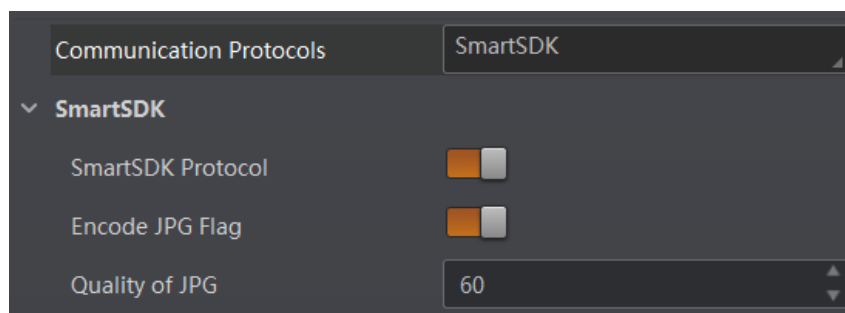 Communication Protocols SmartSDK
SmartSDK
SmartSDK Protocol
Encode JPG Flag
Quality of JPG 60